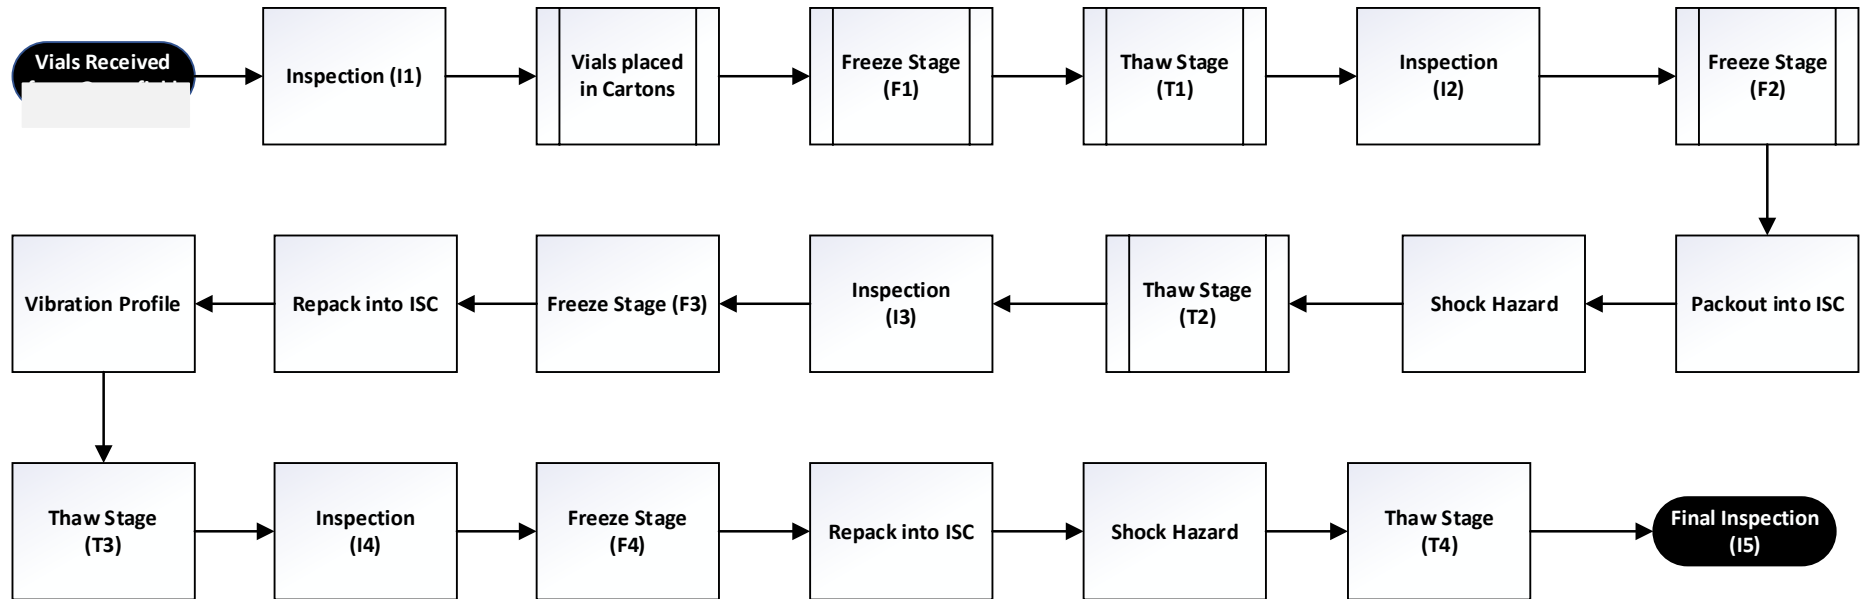 Vials Received
Inspection (I1)
Vials placed
in Cartons
Freeze Stage
(F1)
Thaw Stage
(T1)
Inspection
(I2)
Freeze Stage
(F2)
Packout into ISC
Shock Hazard
Thaw Stage
(T2)
Inspection
(I3)
Freeze Stage (F3)
Repack into ISC
Vibration Profile
Thaw Stage
(T3)
Inspection
(I4)
Freeze Stage
(F4)
Repack into ISC
Shock Hazard
Thaw Stage
(T4)
Final Inspection
(I5)